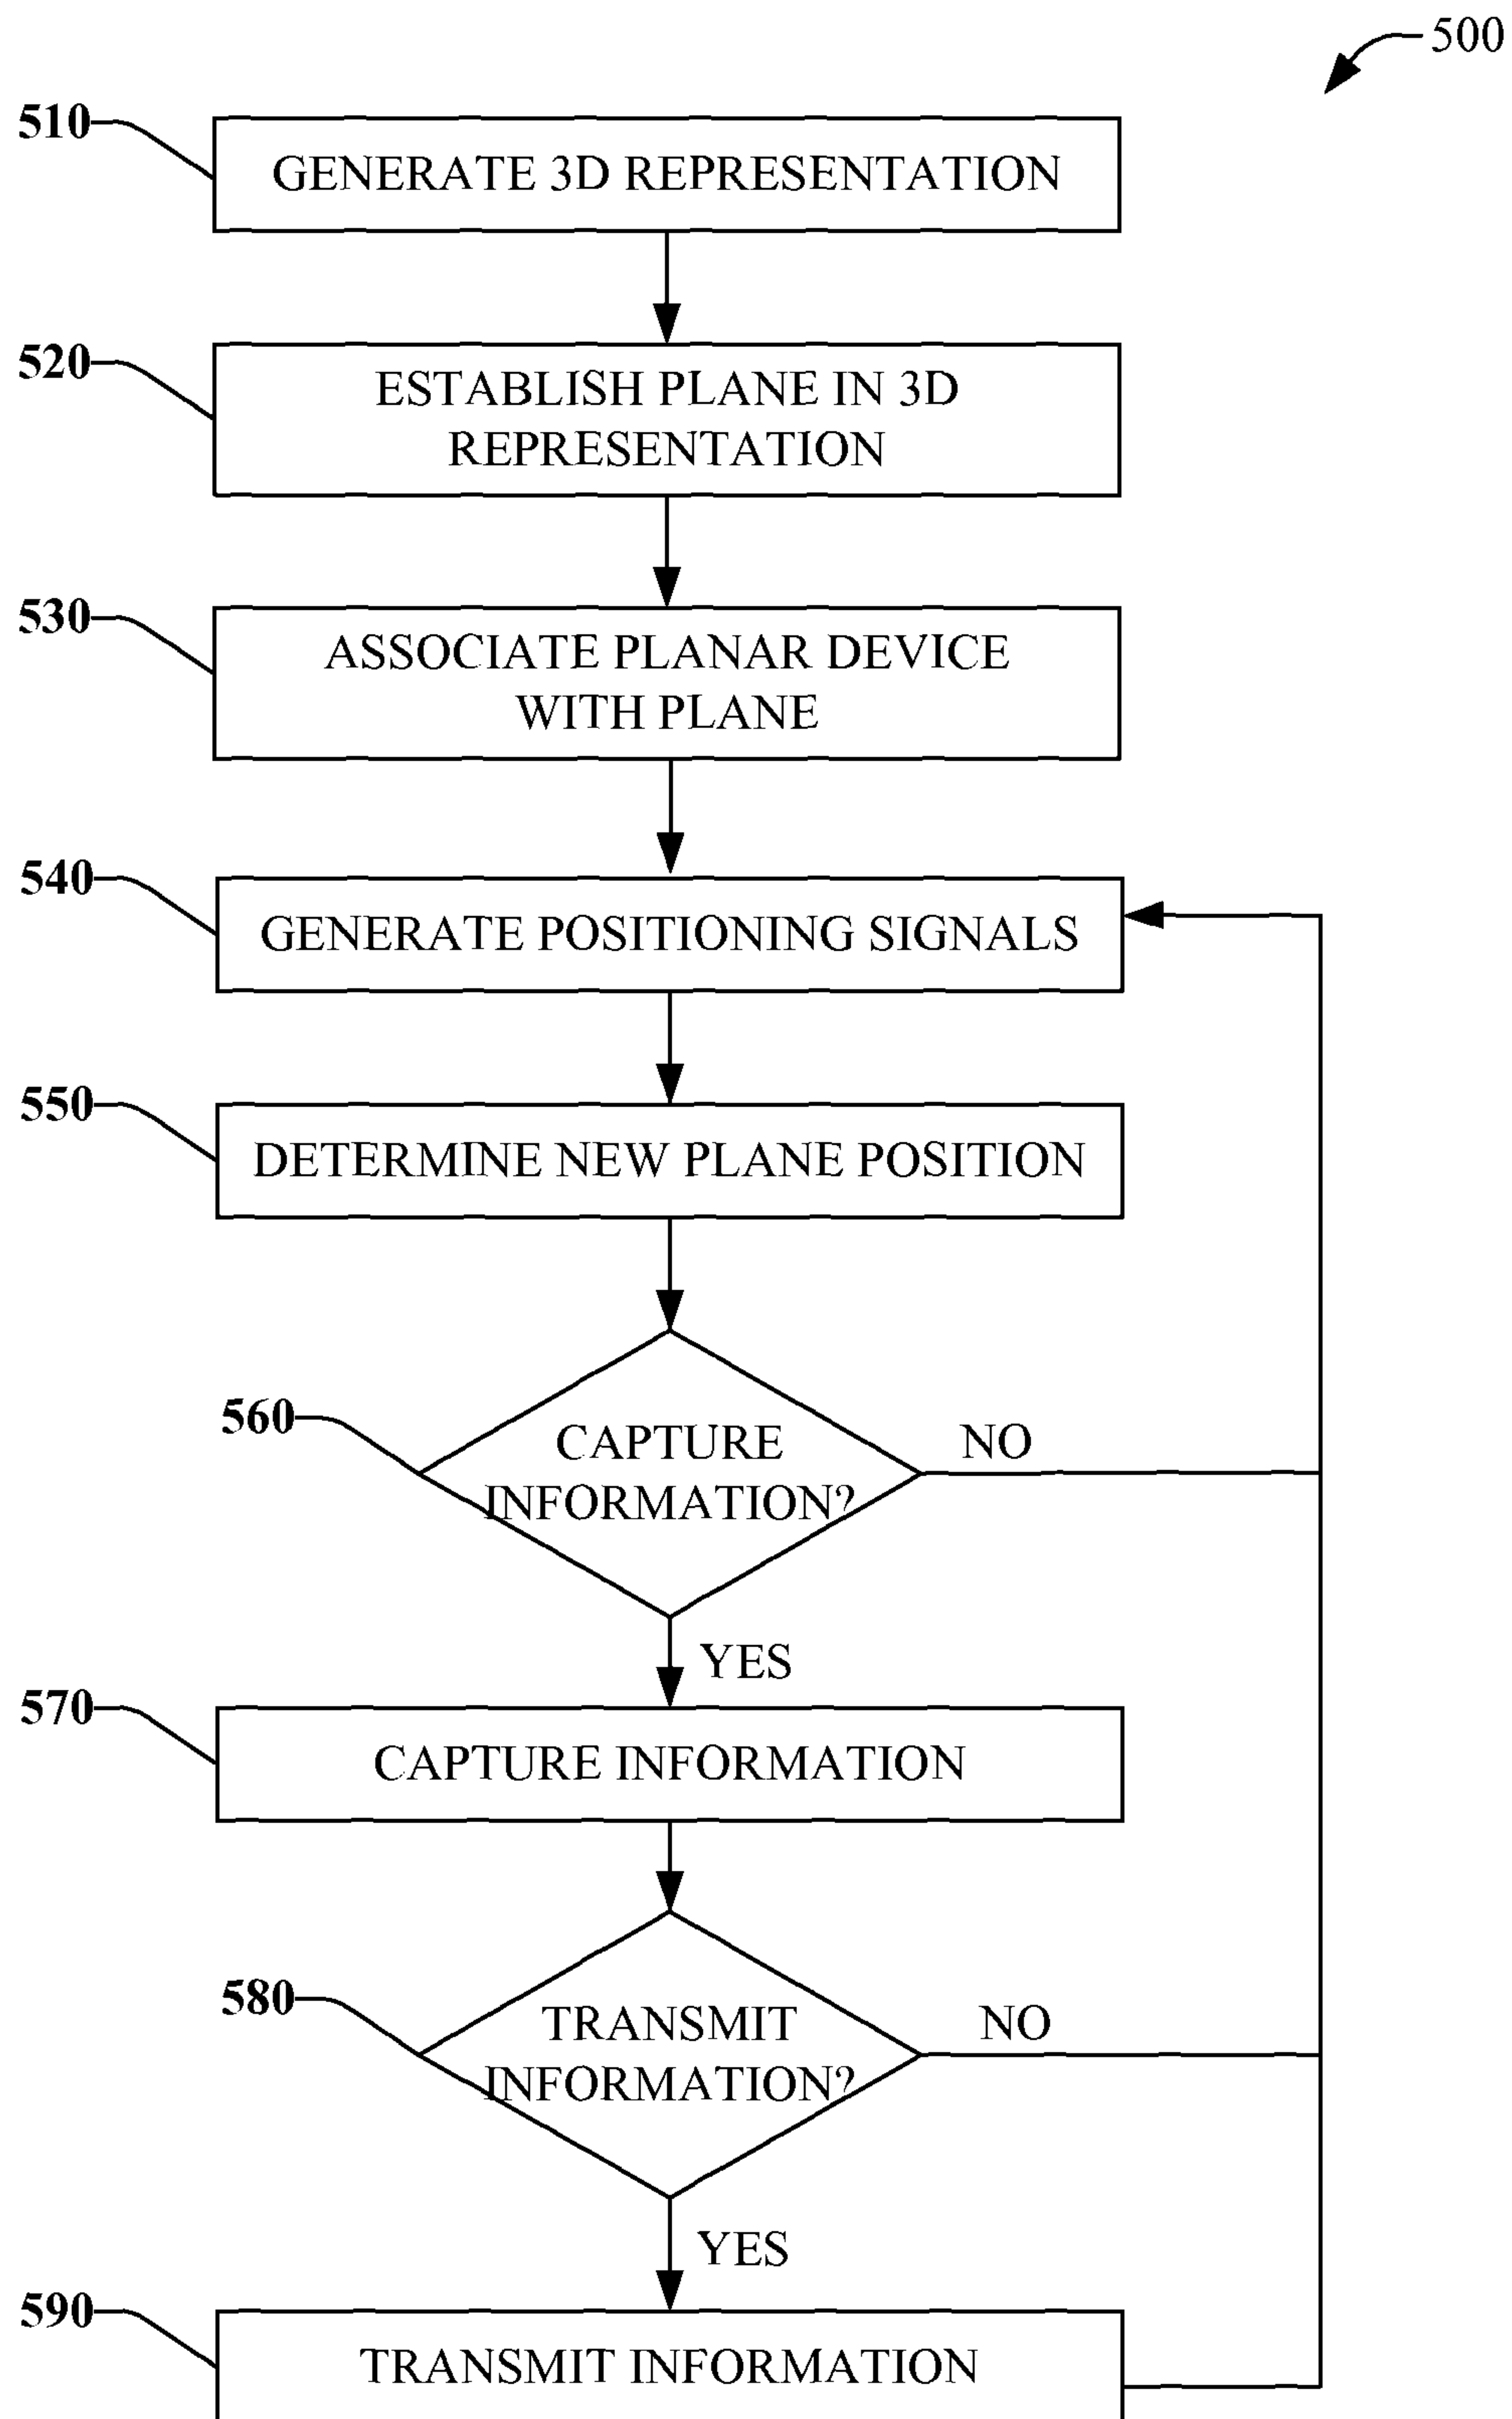 500
510
GENERATE 3D REPRESENTATION
520
ESTABLISH PLANE IN 3D
REPRESENTATION
530
ASSOCIATE PLANAR DEVICE
WITH PLANE
540
GENERATE POSITIONING SIGNALS
550
DETERMINE NEW PLANE POSITION
560
CAPTURE
INFORMATION?
NO
YES
570
CAPTURE INFORMATION
580
TRANSMIT
INFORMATION?
NO
YES
590
TRANSMIT INFORMATION